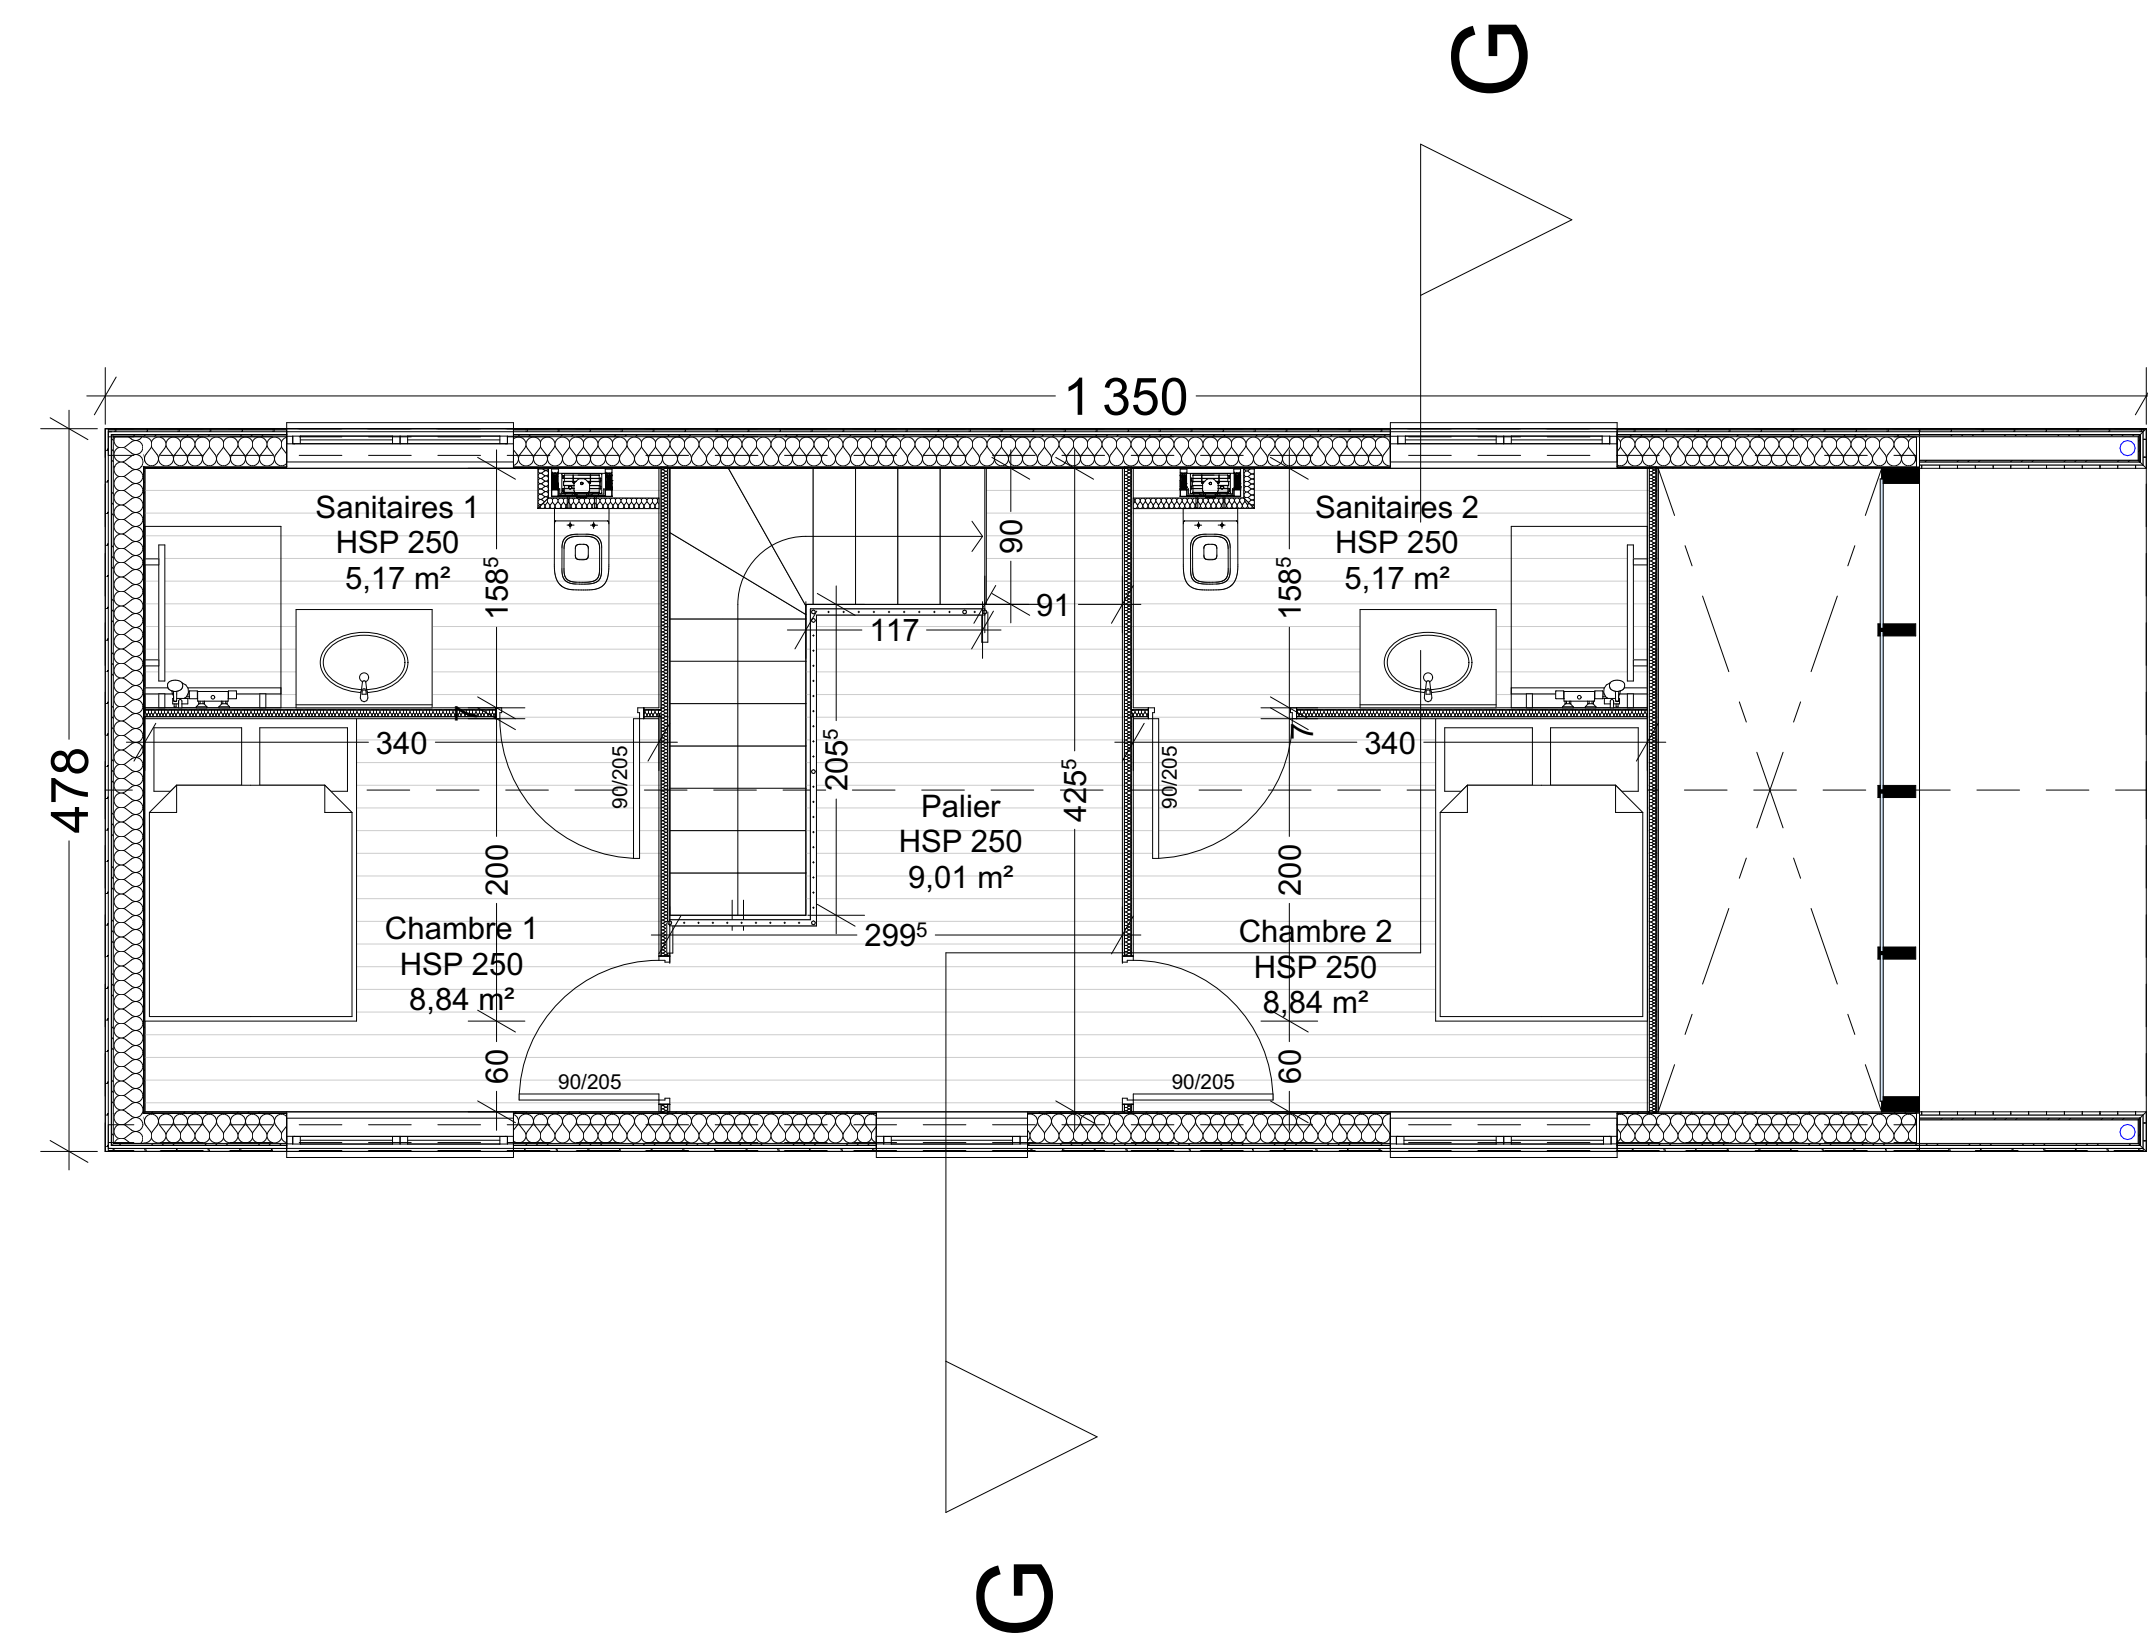 G
1 350
478
Sanitaires 1
HSP 250
5,17 m²
158⁵
90
91
117
Sanitaires 2
HSP 250
5,17 m²
158⁵
7
340
90/205
205⁵
425⁵
90/205
7
340
Palier
HSP 250
9,01 m²
200
200
Chambre 1
HSP 250
8,84 m²
299⁵
Chambre 2
HSP 250
8,84 m²
60
90/205
90/205
60
G